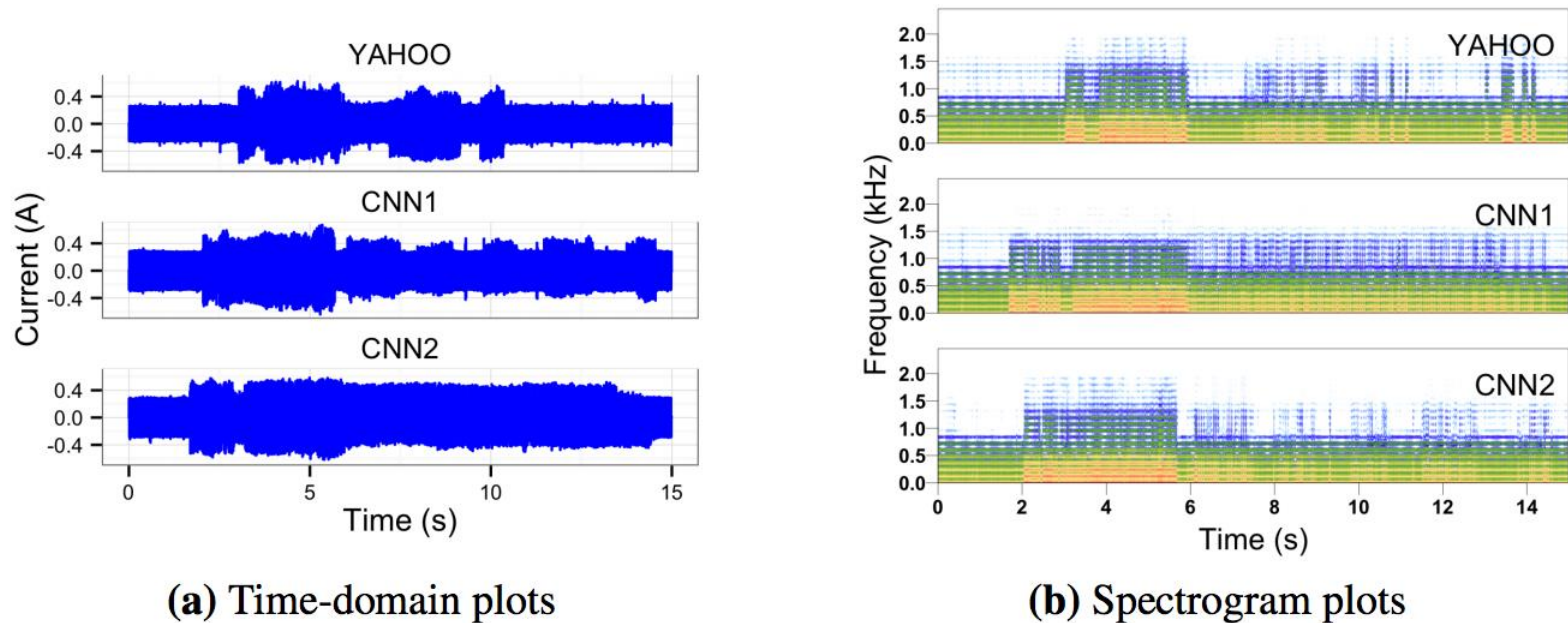 YAHOO
0.4
0.0
-0.4
CNN1
0.4
0.0
-0.4
CNN2
0.4
0.0
-0.4
Current (A)
0 5 10 15
Time (s)
(a) Time-domain plots
YAHOO
2.0
1.5
1.0
0.5
0.0
CNN1
2.0
1.5
1.0
0.5
0.0
CNN2
2.0
1.5
1.0
0.5
0.0
Frequency (kHz)
0 2 4 6 8 10 12 14
Time (s)
(b) Spectrogram plots